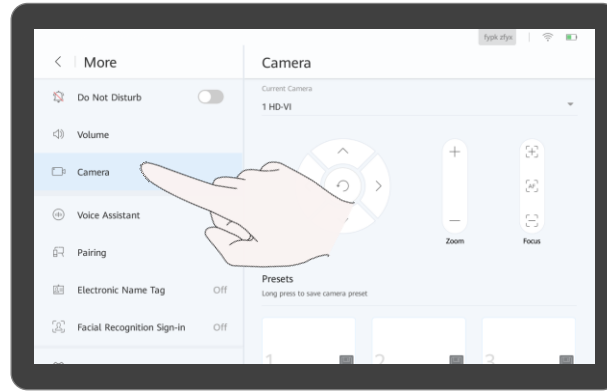 fypk zfyx
More
Do Not Disturb
Volume
Camera
Voice Assistant
Pairing
Electronic Name Tag Off
Facial Recognition Sign-in Off
Camera
Current Camera
1 HD-VI
AF
Zoom
Focus
Presets
Long press to save camera preset
1 2 3